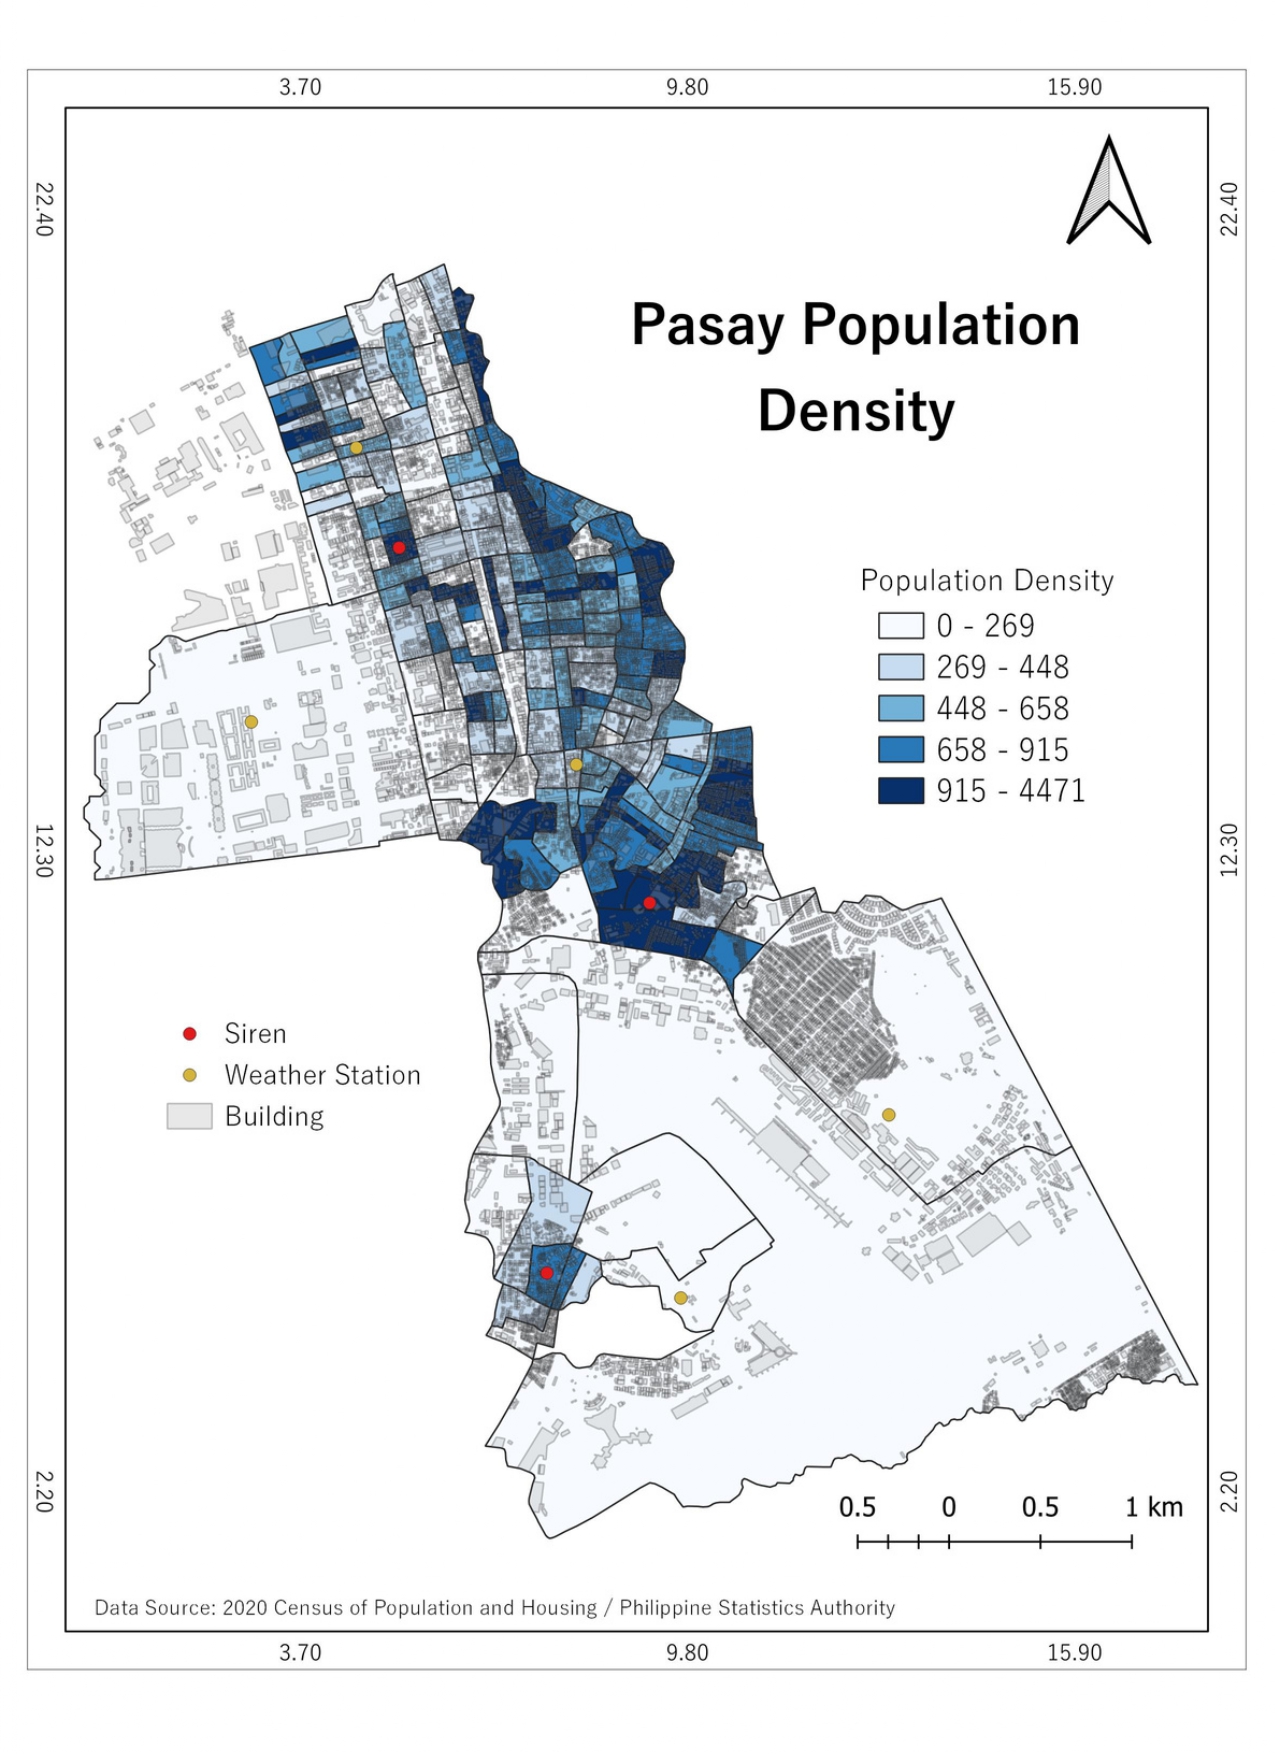 3.70 9.80 15.90
22.40 22.40
Pasay Population
Density
Population Density
0 - 269
269 - 448
448 - 658
658 - 915
915 - 4471
12.30 12.30
Siren
Weather Station
Building
2.20 2.20
0.5 0 0.5 1 km
Data Source: 2020 Census of Population and Housing / Philippine Statistics Authority
3.70 9.80 15.90